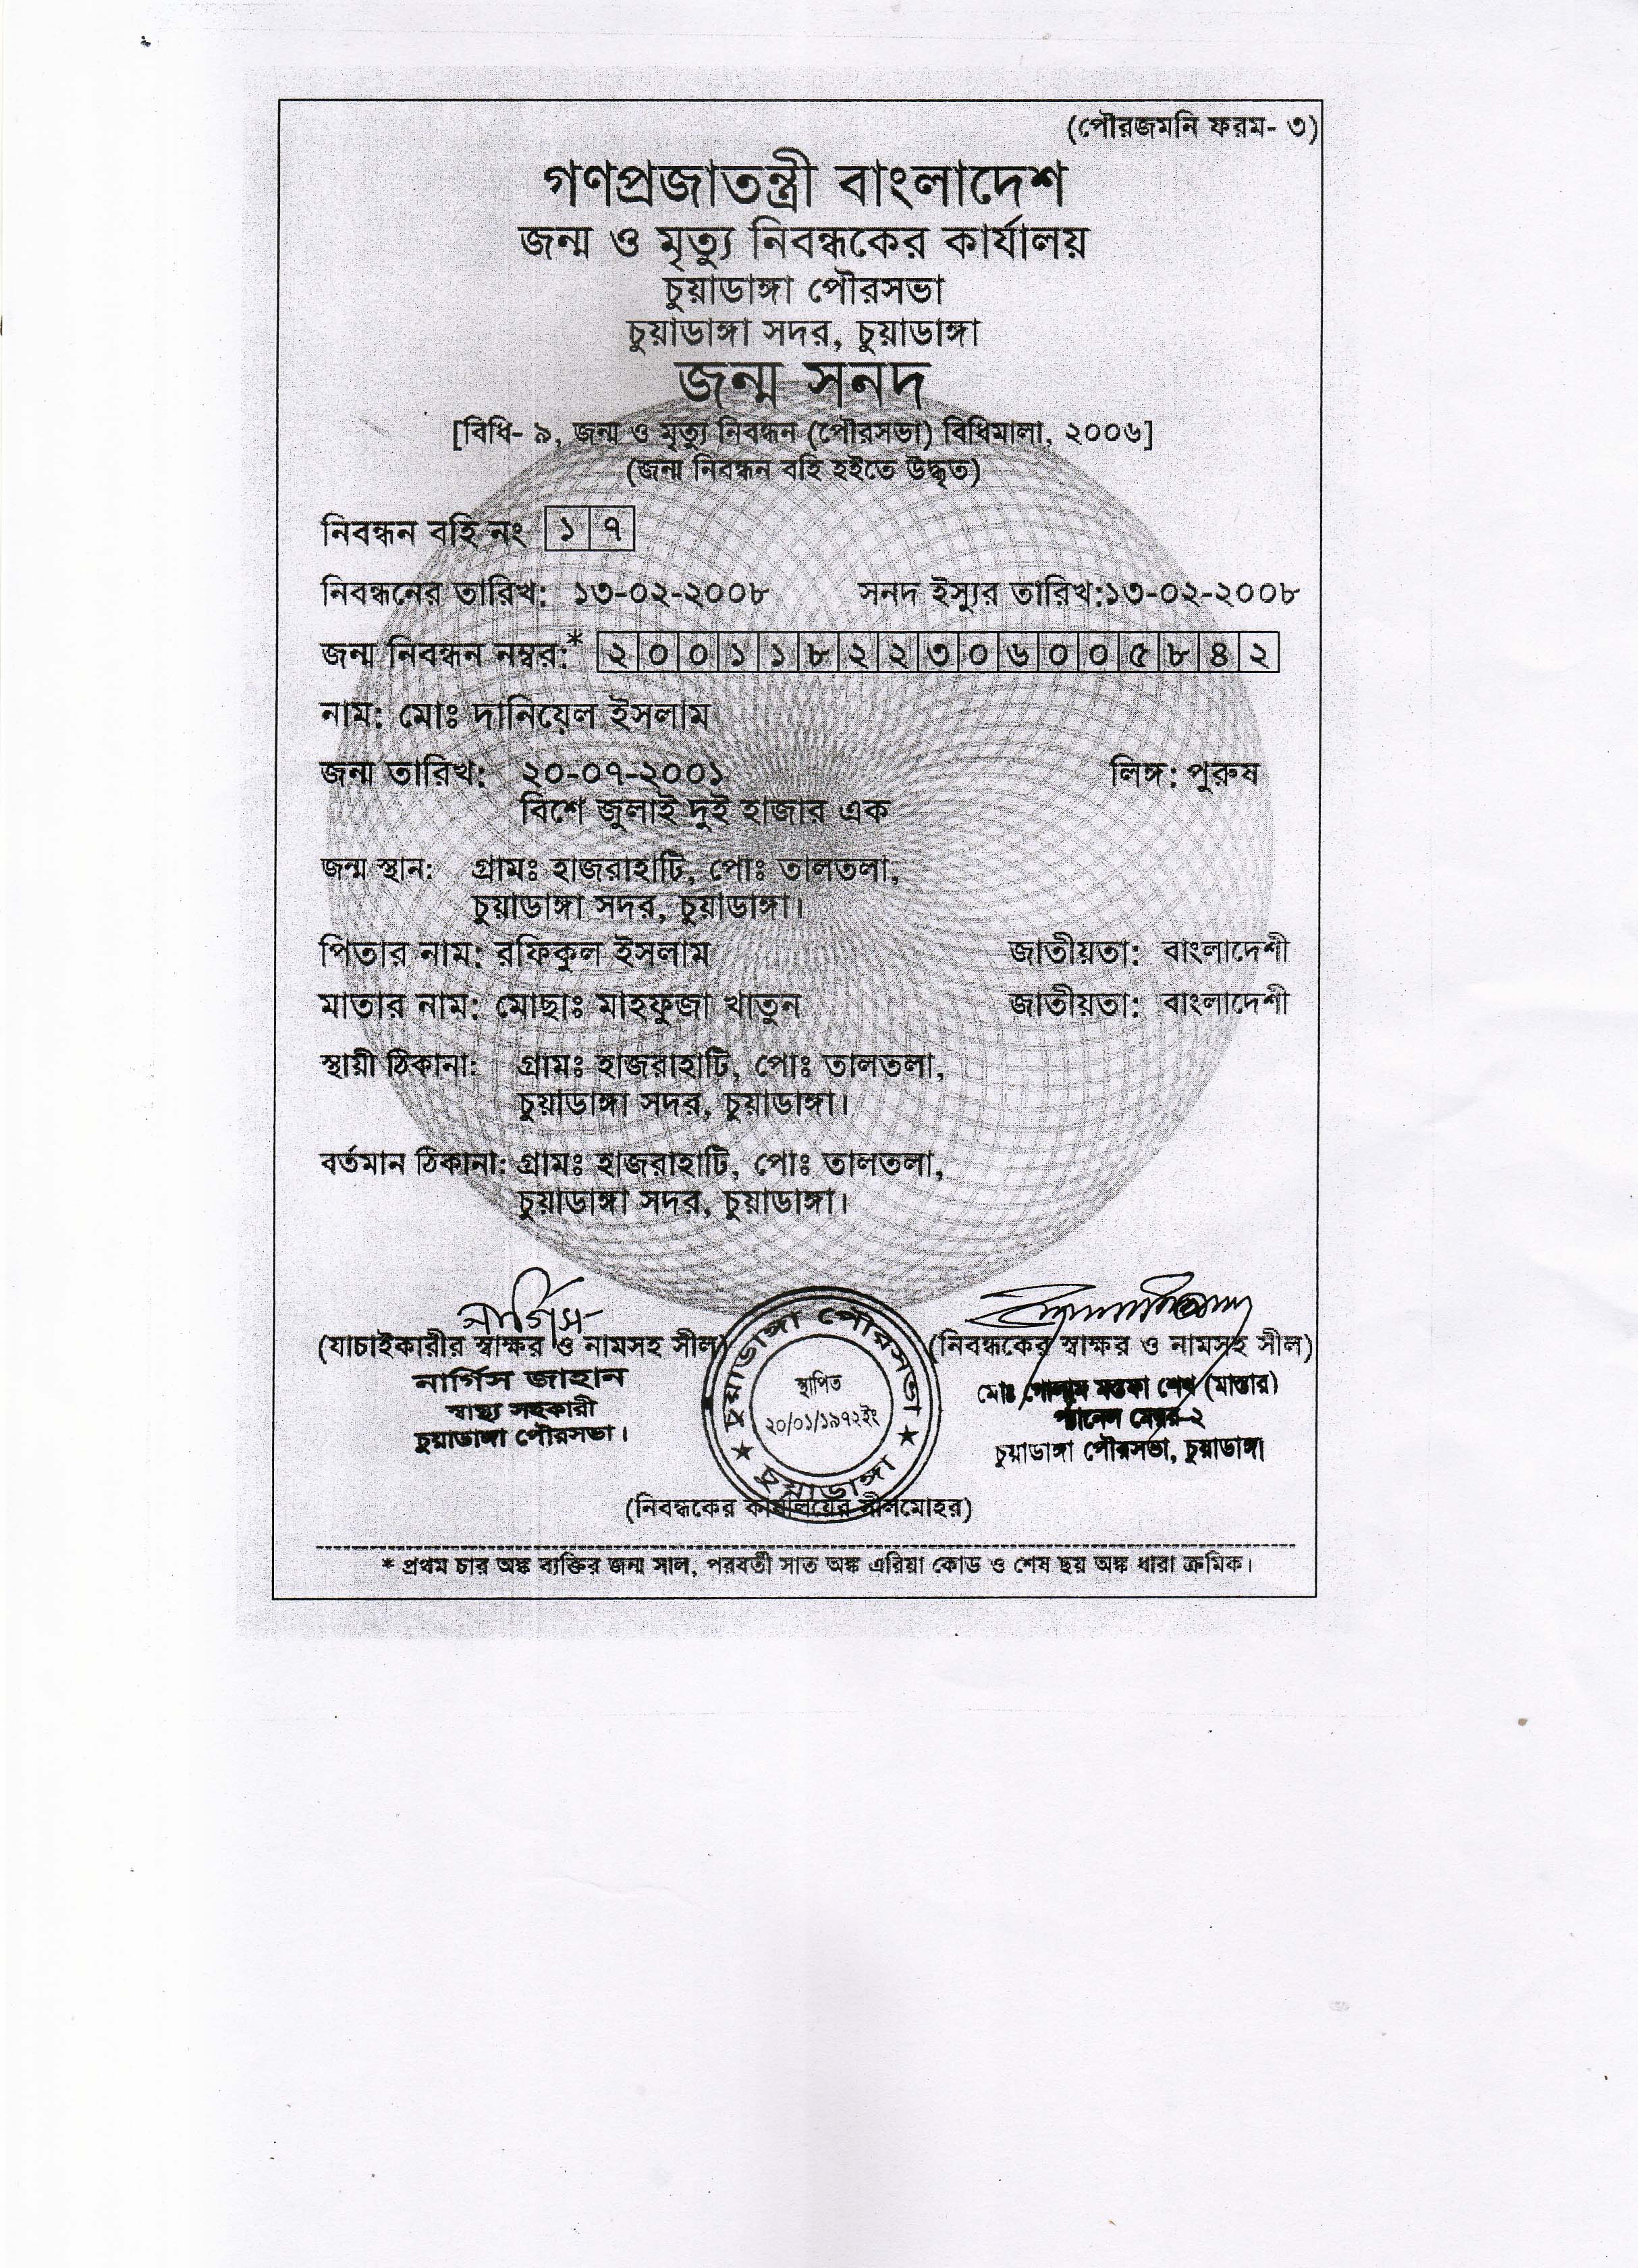 (পৌরজমনি ফরম- ৩)
গণপ্রজাতন্ত্রী বাংলাদেশ
জন্ম ও মৃত্যু নিবন্ধকের কার্যালয়
চুয়াডাঙ্গা পৌরসভা
চুয়াডাঙ্গা সদর, চুয়াডাঙ্গা
জন্ম সনদ
[বিধি- ৯, জন্ম ও মৃত্যু নিবন্ধন (পৌরসভা) বিধিমালা, ২০০৬]
(জন্ম নিবন্ধন বহি হইতে উদ্ধৃত)
নিবন্ধন বহি নং ১৭
নিবন্ধনের তারিখ: ১৩-০২-২০০৮ সনদ ইস্যুর তারিখ:১৩-০২-২০০৮
জন্ম নিবন্ধন নম্বর:* ২০০১১৮২২৩০৬০০৫৮৪২
নাম: মোঃ দানিয়েল ইসলাম
জন্ম তারিখ: ২০-০৭-২০০১ লিঙ্গ: পুরুষ
বিশে জুলাই দুই হাজার এক
জন্ম স্থান: গ্রামঃ হাজরাহাটি, পোঃ তালতলা,
চুয়াডাঙ্গা সদর, চুয়াডাঙ্গা।
পিতার নাম: রফিকুল ইসলাম জাতীয়তা: বাংলাদেশী
মাতার নাম: মোছাঃ মাহফুজা খাতুন জাতীয়তা: বাংলাদেশী
স্থায়ী ঠিকানা: গ্রামঃ হাজরাহাটি, পোঃ তালতলা,
চুয়াডাঙ্গা সদর, চুয়াডাঙ্গা।
বর্তমান ঠিকানা: গ্রামঃ হাজরাহাটি, পোঃ তালতলা,
চুয়াডাঙ্গা সদর, চুয়াডাঙ্গা।
নার্গিস
(যাচাইকারীর স্বাক্ষর ও নামসহ সীল)
নার্গিস জাহান
স্বাস্থ্য সহকারী
চুয়াডাঙ্গা পৌরসভা।
চুয়াডাঙ্গা পৌরসভা
স্থাপিত
২০/০১/১৯৭২ইং
চুয়াডাঙ্গা
(নিবন্ধকের স্বাক্ষর ও নামসহ সীল)
মোঃ গোলাম মস্তফা শেখ (মাস্তার)
প্যানেল মেয়র-২
চুয়াডাঙ্গা পৌরসভা, চুয়াডাঙ্গা
(নিবন্ধকের কার্যালয়ের সীলমোহর)
* প্রথম চার অঙ্ক ব্যক্তির জন্ম সাল, পরবর্তী সাত অঙ্ক এরিয়া কোড ও শেষ ছয় অঙ্ক ধারা ক্রমিক।